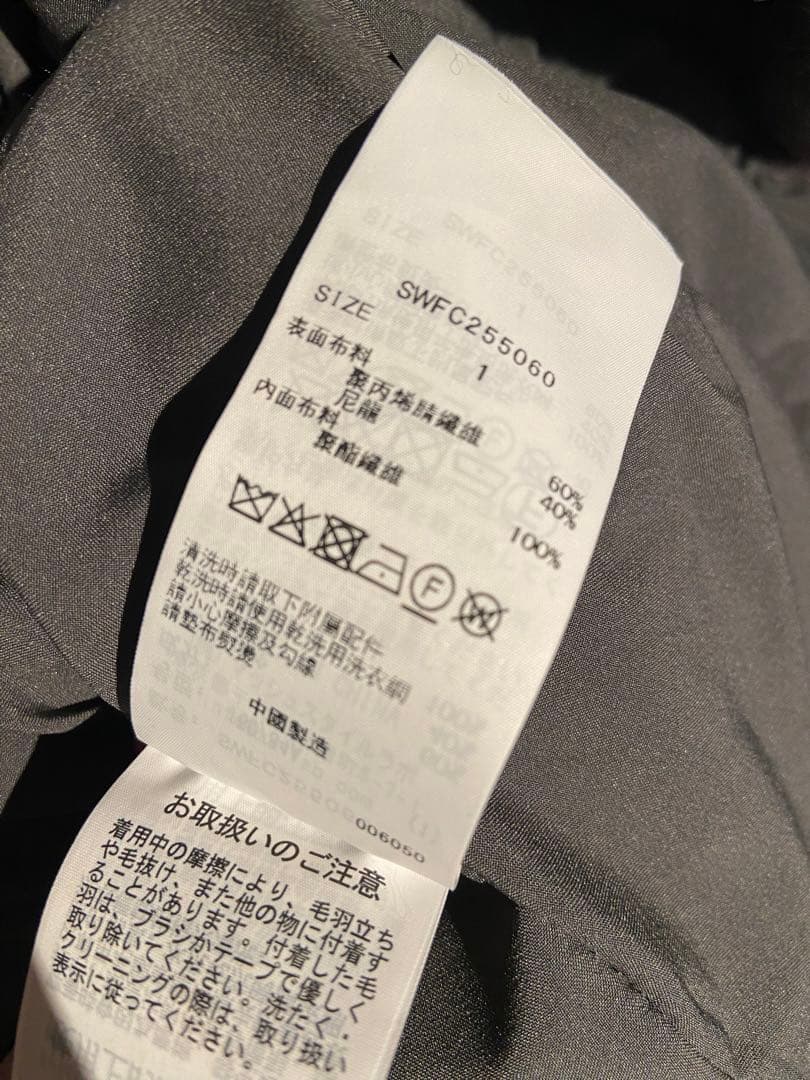 SWFC255060
SIZE 1
表面布料
聚丙烯腈纖維 60%
尼龍 40%
內面布料
聚酯纖維 100%
F
W
清洗時請取下附屬配件
乾洗時請使用乾洗用洗衣網
請小心摩擦及勾線
請墊布熨燙
中國製造
006050
お取扱いのご注意
着用中の摩擦により、毛羽立ち
や毛抜け、また他の物に付着す
ることがあります。付着した毛
羽は、ブラシかテープで優しく
取り除いてください。洗たく・
クリーニングの際は、取り扱い
表示に従ってください。